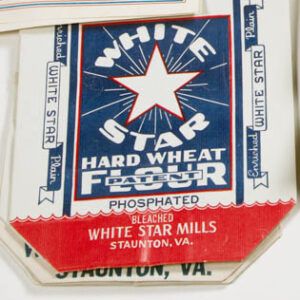 WHITE
STAR
HARD WHEAT
FLOUR
PATENT
PHOSPHATED
BLEACHED
WHITE STAR MILLS
STAUNTON, VA.
Enriched
WHITE STAR
Plain
Plain
WHITE STAR
Enriched
STAUNTON, VA.